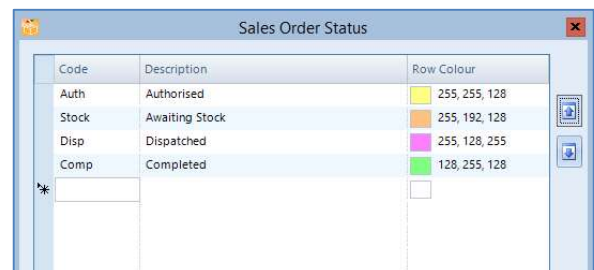 Sales Order Status
Code Description Row Colour
Auth Authorised 255, 255, 128
Stock Awaiting Stock 255, 192, 128
Disp Dispatched 255, 128, 255
Comp Completed 128, 255, 128